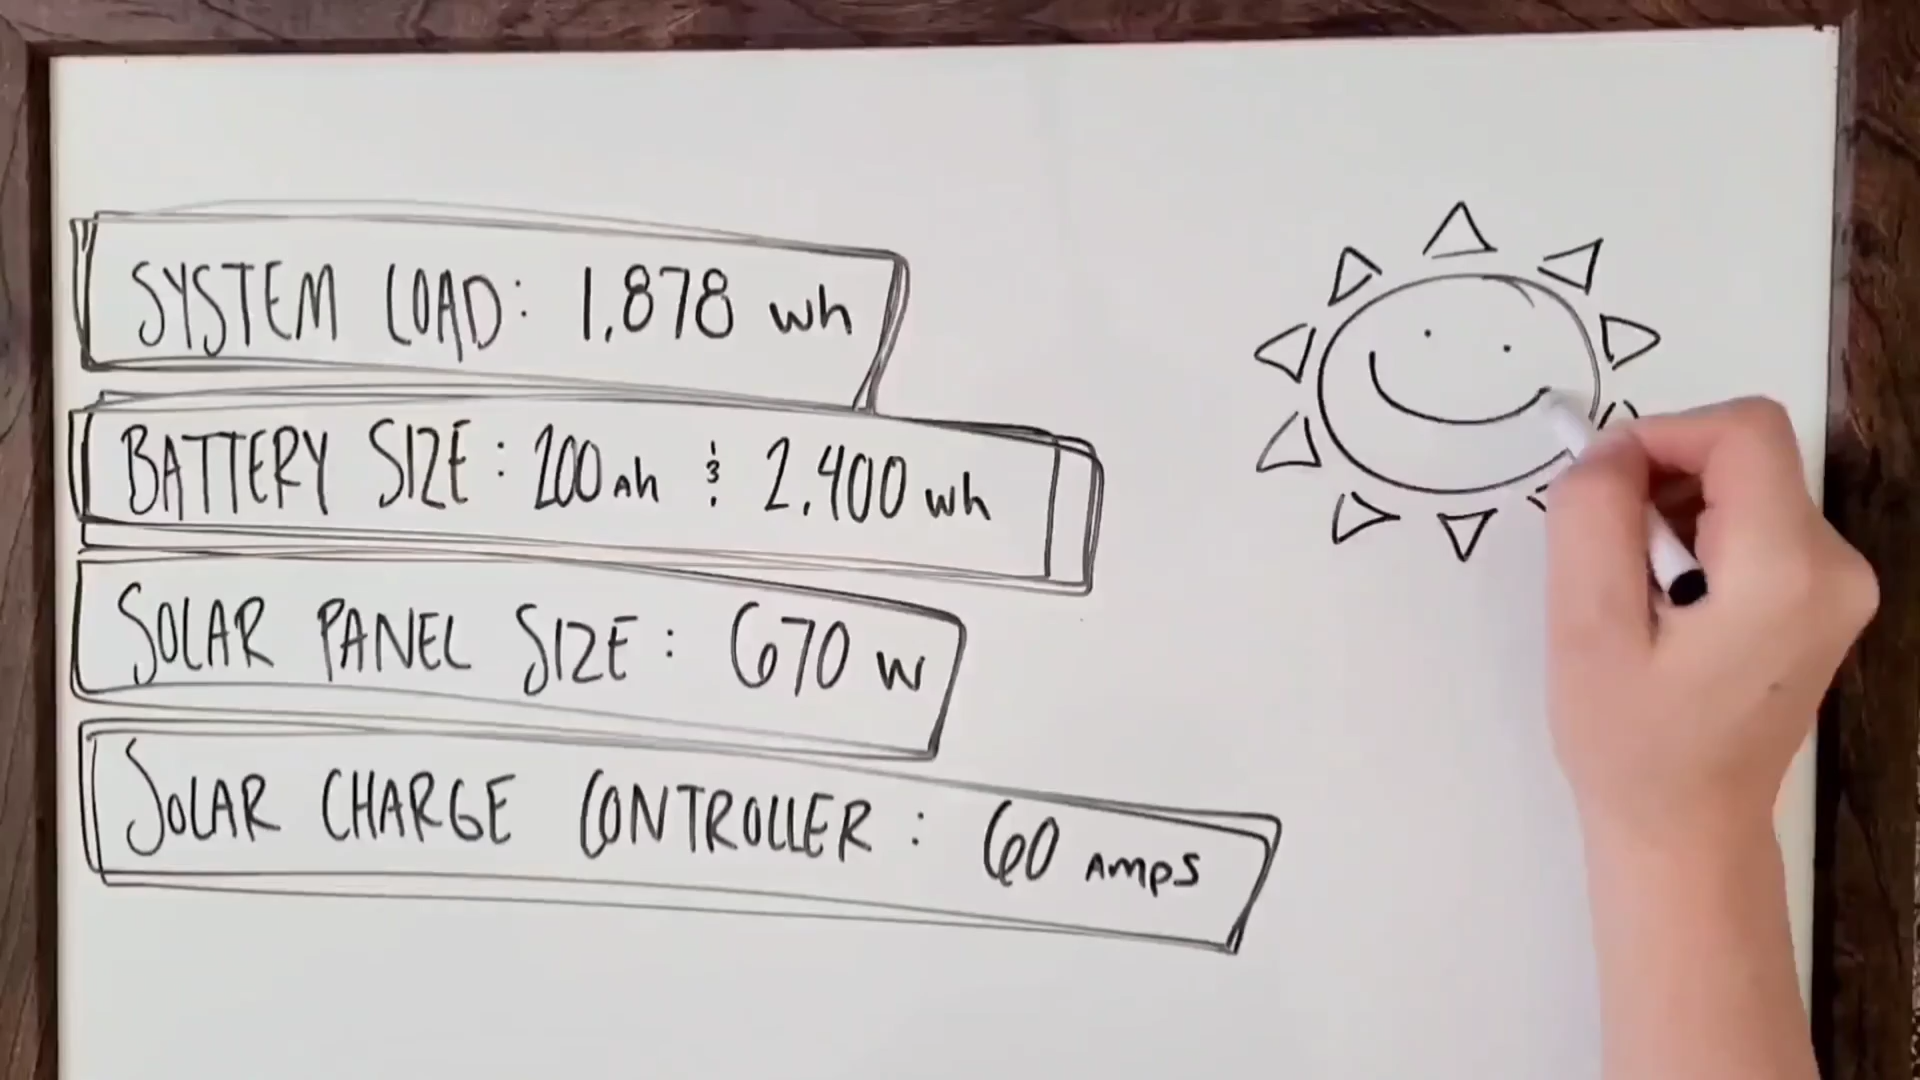 SYSTEM LOAD: 1,878 wh
BATTERY SIZE: 200 Ah & 2,400 wh
SOLAR PANEL SIZE: 670 W
SOLAR CHARGE CONTROLLER: 60 AMPS